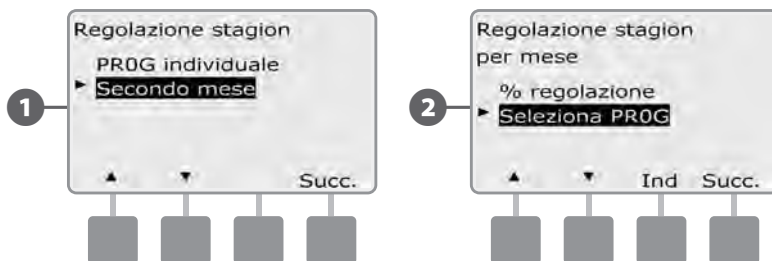 Regolazione stagion
PR0G individuale
► Secondo mese
▲ ▼ Succ.
1
Regolazione stagion
per mese
% regolazione
► Seleziona PR0G
▲ ▼ Ind Succ.
2